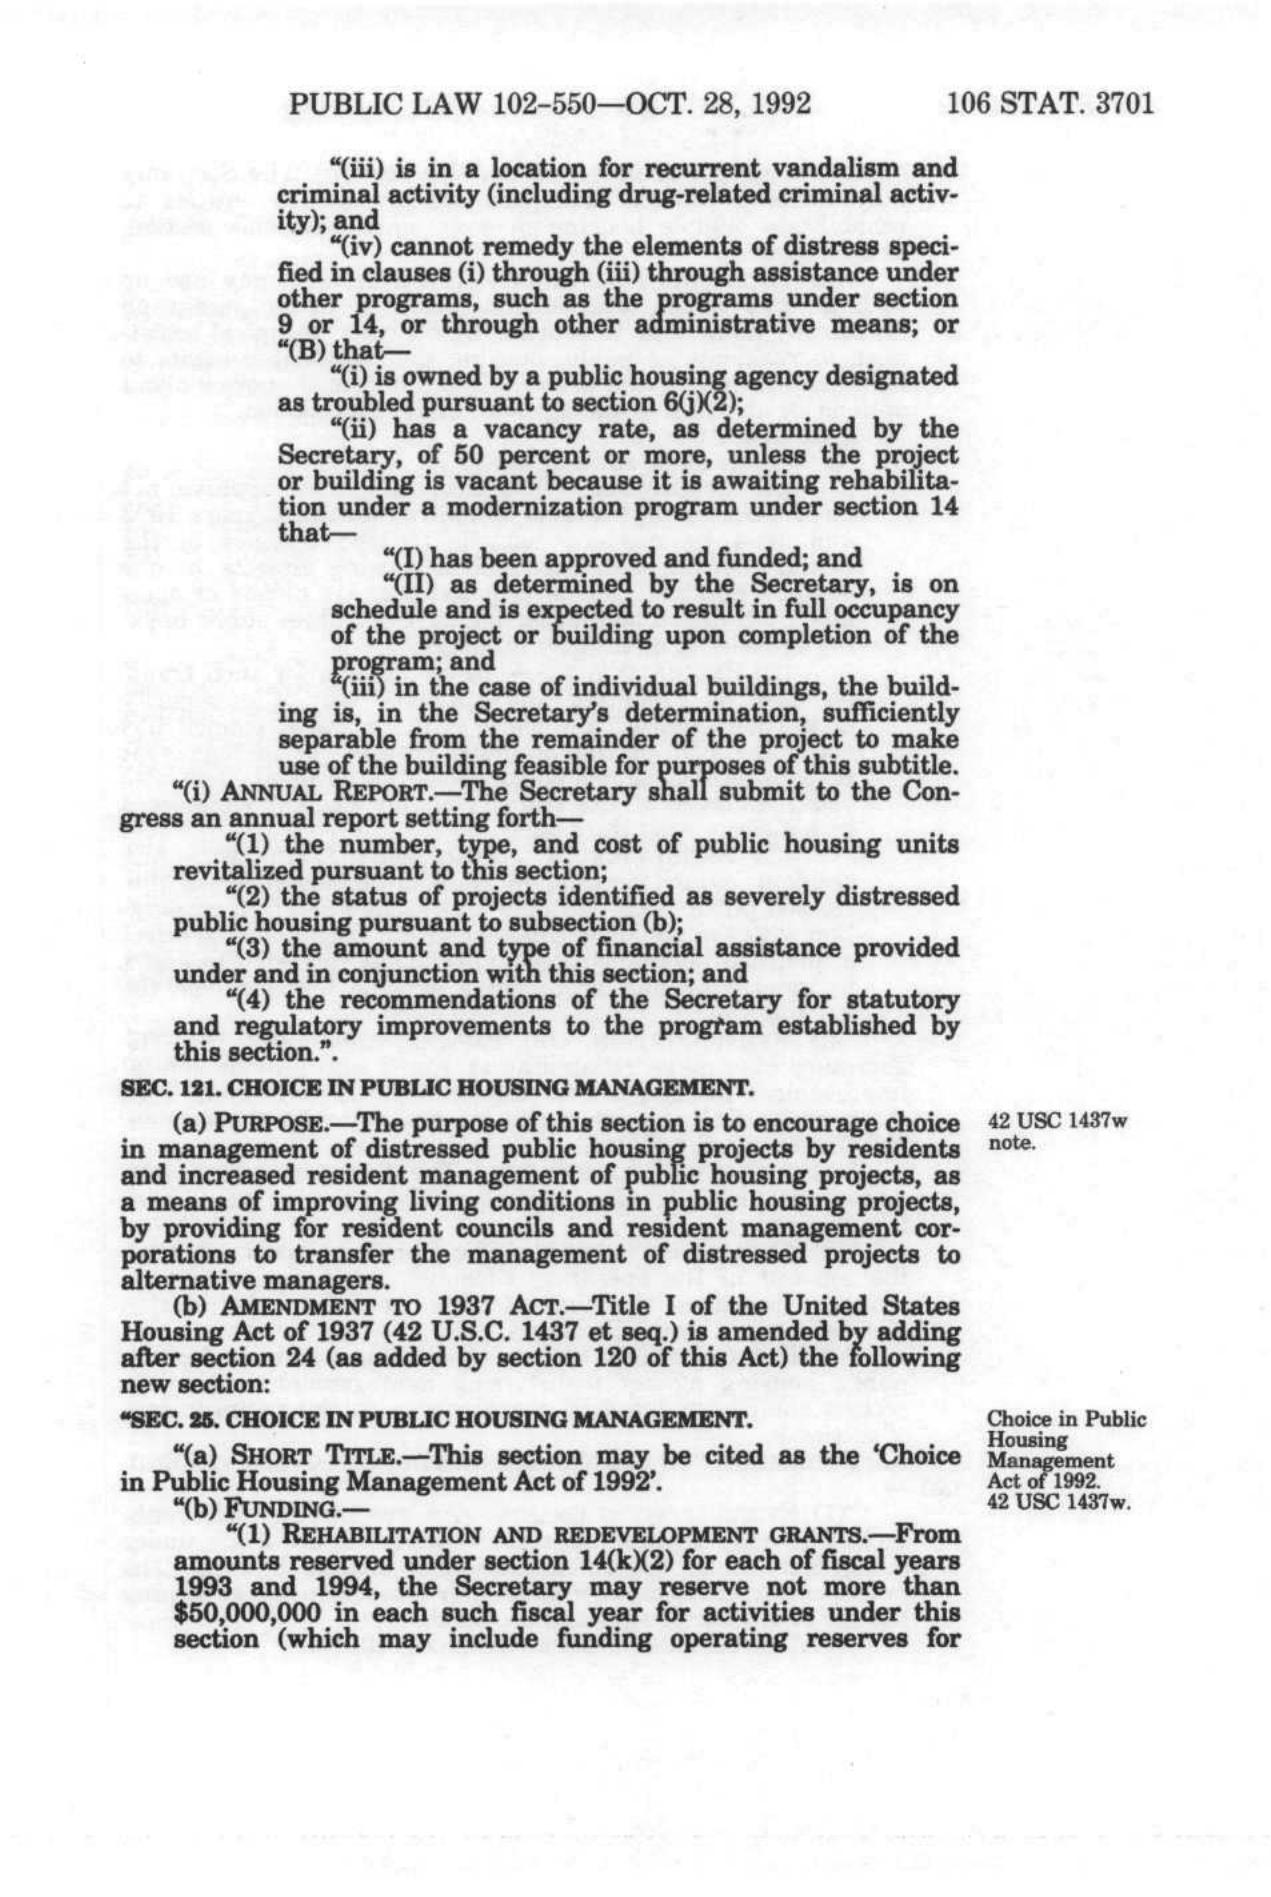 PUBLIC LAW 102-550—OCT. 28, 1992 106 STAT. 3701
"(iii) is in a location for recurrent vandalism and
criminal activity (including drug-related criminal activ-
ity); and
"(iv) cannot remedy the elements of distress speci-
fied in clauses (i) through (iii) through assistance under
other programs, such as the programs under section
9 or 14, or through other administrative means; or
"(B) that—
"(i) is owned by a public housing agency designated
as troubled pursuant to section 6(j)(2);
"(ii) has a vacancy rate, as determined by the
Secretary, of 50 percent or more, unless the project
or building is vacant because it is awaiting rehabilita-
tion under a modernization program under section 14
that—
"(I) has been approved and funded; and
"(II) as determined by the Secretary, is on
schedule and is expected to result in full occupancy
of the project or building upon completion of the
program; and
"(iii) in the case of individual buildings, the build-
ing is, in the Secretary's determination, sufficiently
separable from the remainder of the project to make
use of the building feasible for purposes of this subtitle.
"(i) ANNUAL REPORT.—The Secretary shall submit to the Con-
gress an annual report setting forth—
"(1) the number, type, and cost of public housing units
revitalized pursuant to this section;
"(2) the status of projects identified as severely distressed
public housing pursuant to subsection (b);
"(3) the amount and type of financial assistance provided
under and in conjunction with this section; and
"(4) the recommendations of the Secretary for statutory
and regulatory improvements to the program established by
this section.".
SEC. 121. CHOICE IN PUBLIC HOUSING MANAGEMENT.
(a) PURPOSE.—The purpose of this section is to encourage choice
in management of distressed public housing projects by residents
and increased resident management of public housing projects, as
a means of improving living conditions in public housing projects,
by providing for resident councils and resident management cor-
porations to transfer the management of distressed projects to
alternative managers.
42 USC 1437w
note.
(b) AMENDMENT TO 1937 ACT.—Title I of the United States
Housing Act of 1937 (42 U.S.C. 1437 et seq.) is amended by adding
after section 24 (as added by section 120 of this Act) the following
new section:
"SEC. 25. CHOICE IN PUBLIC HOUSING MANAGEMENT.
"(a) SHORT TITLE.—This section may be cited as the 'Choice
in Public Housing Management Act of 1992'.
Choice in Public
Housing
Management
Act of 1992.
42 USC 1437w.
"(b) FUNDING.—
"(1) REHABILITATION AND REDEVELOPMENT GRANTS.—From
amounts reserved under section 14(k)(2) for each of fiscal years
1993 and 1994, the Secretary may reserve not more than
$50,000,000 in each such fiscal year for activities under this
section (which may include funding operating reserves for